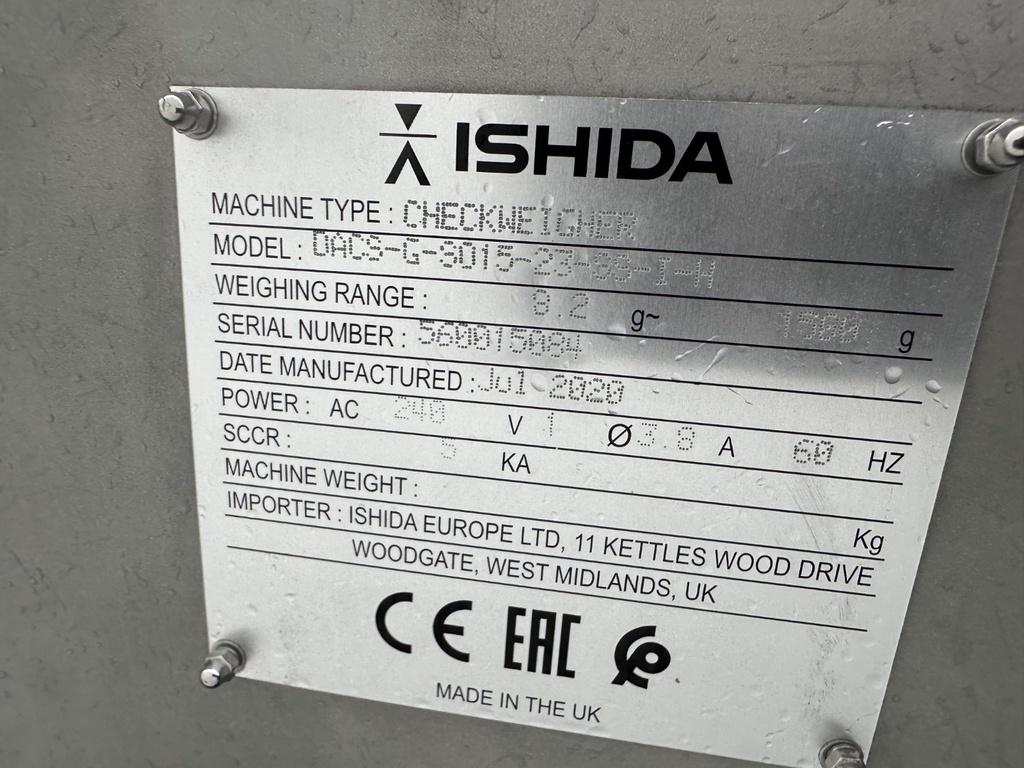 ISHIDA
MACHINE TYPE : CHECKWEIGHER
MODEL : DACS-G-S015-23-SS-I-H
WEIGHING RANGE : 0.2 g~ 1500 g
SERIAL NUMBER : 560015084
DATE MANUFACTURED : Jul 2020
POWER : AC 240 V 1 Ø 3.8 A 60 HZ
SCCR : 5 KA
MACHINE WEIGHT : Kg
IMPORTER : ISHIDA EUROPE LTD, 11 KETTLES WOOD DRIVE
WOODGATE, WEST MIDLANDS, UK
CE EAC
MADE IN THE UK